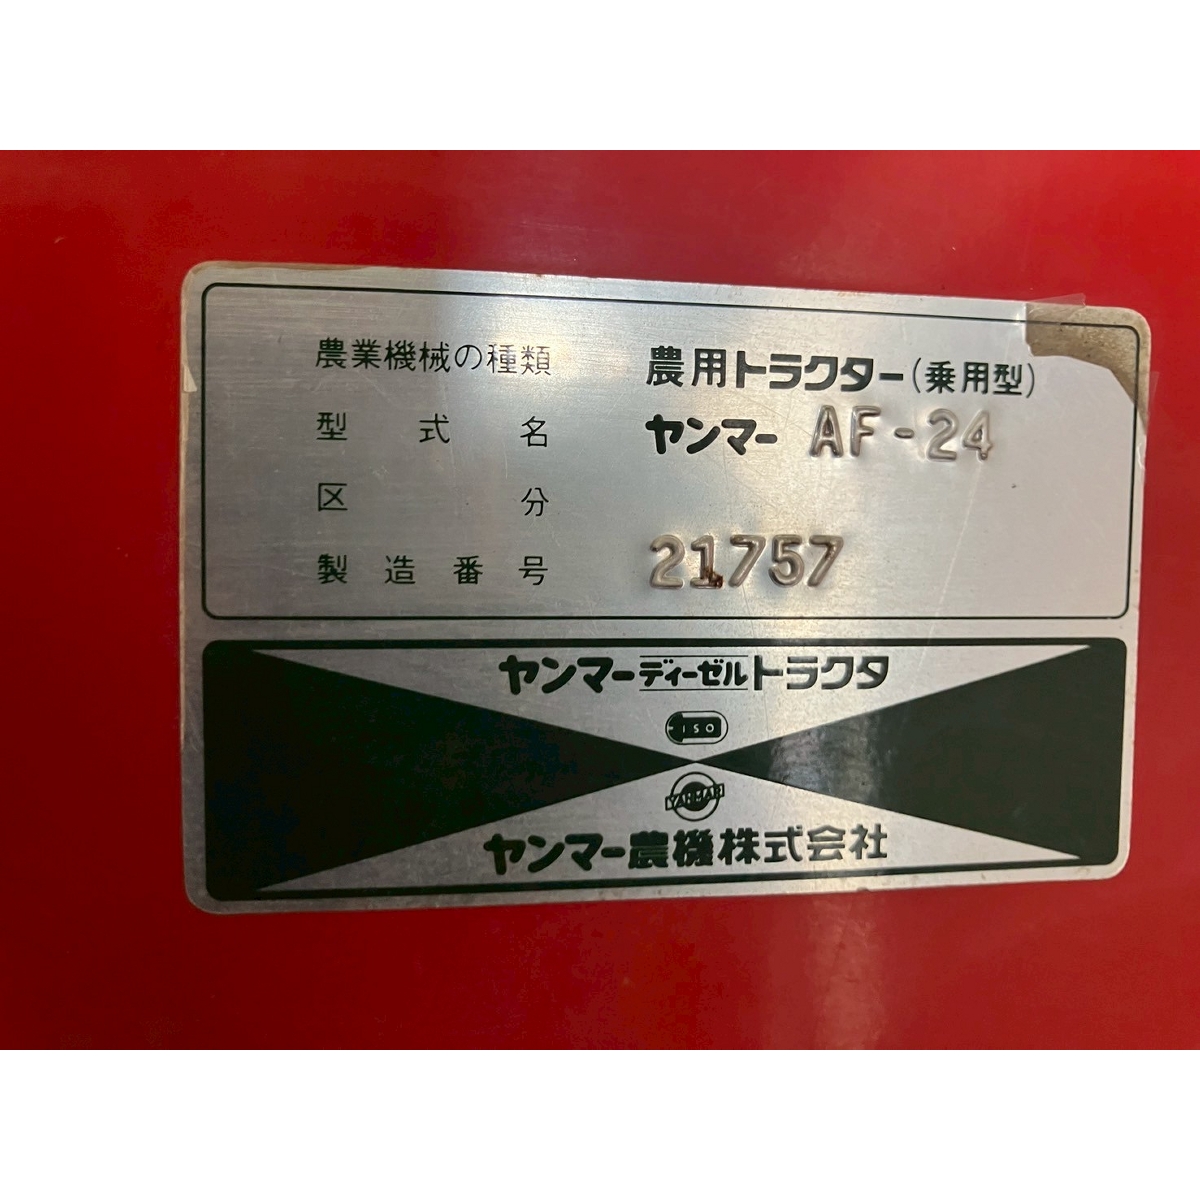 農業機械の種類 農用トラクター(乗用型)
型式名 ヤンマー AF-24
区分
製造番号 21757
ヤンマーディーゼルトラクタ
ISO
YANMAR
ヤンマー農機株式会社